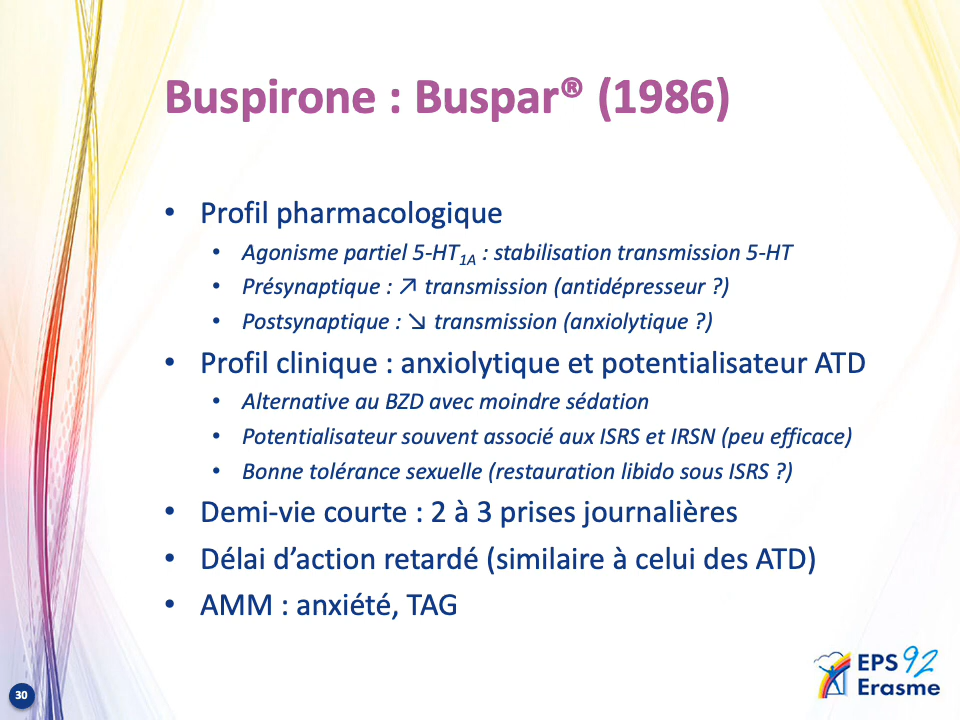 Buspirone : Buspar® (1986)
• Profil pharmacologique
• Agonisme partiel 5-HT1A : stabilisation transmission 5-HT
• Présynaptique : ↗ transmission (antidépresseur ?)
• Postsynaptique : ↘ transmission (anxiolytique ?)
• Profil clinique : anxiolytique et potentialisateur ATD
• Alternative au BZD avec moindre sédation
• Potentialisateur souvent associé aux ISRS et IRSN (peu efficace)
• Bonne tolérance sexuelle (restauration libido sous ISRS ?)
• Demi-vie courte : 2 à 3 prises journalières
• Délai d’action retardé (similaire à celui des ATD)
• AMM : anxiété, TAG
30
EPS 92
Erasme